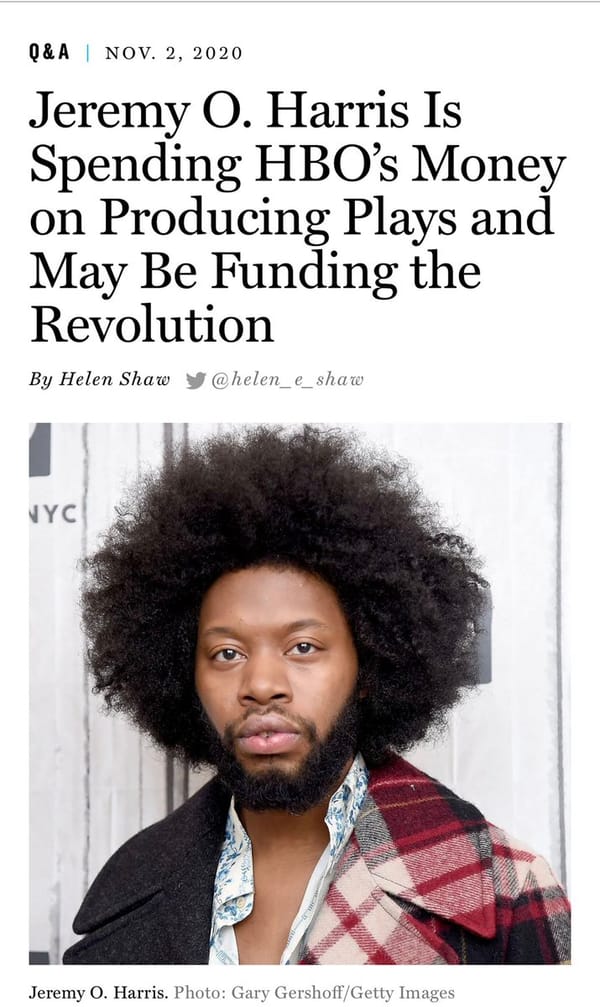 Q&A | NOV. 2, 2020
Jeremy O. Harris Is
Spending HBO’s Money
on Producing Plays and
May Be Funding the
Revolution
By Helen Shaw @helen_e_shaw
NYC
Jeremy O. Harris. Photo: Gary Gershoff/Getty Images